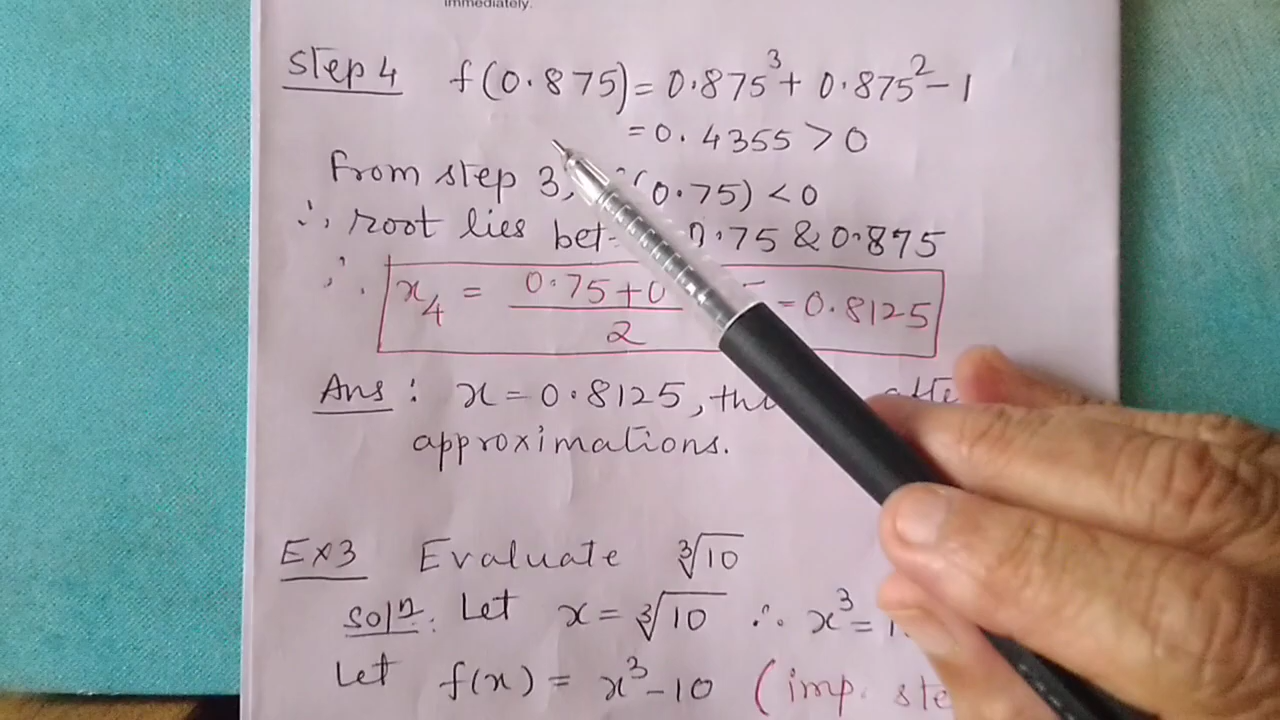 immediately.
Step 4 f(0.875) = 0.875³ + 0.875² - 1
= 0.4355 > 0
From step 3, (0.75) < 0
∴ root lies bet 0.75 & 0.875
∴ x₄ = 0.75+0 / 2 = 0.8125
Ans : x = 0.8125,
approximations.
Ex3 Evaluate ∛10
Soln: Let x = ∛10 ∴ x³ =
Let f(x) = x³ - 10 (imp.